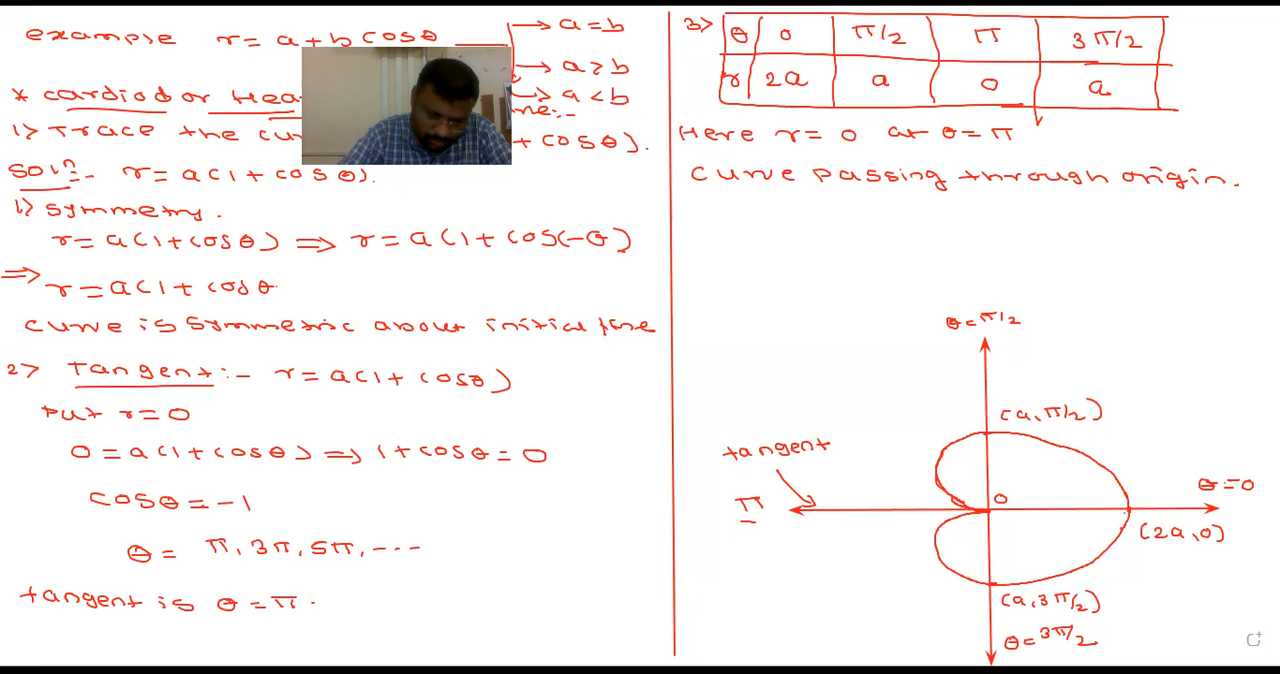 example r = a + b cosθ
→ a = b
→ a > b
→ a < b
* cardiod or Hea
ne:-
1> Trace the cu + cosθ).
Sol? :- r = a(1 + cosθ).
1> symmetry.
r = a(1 + cosθ) ⟹ r = a(1 + cos(-θ)
⟹ r = a(1 + cosθ
curve is symmetric about initial line
2> Tangent :- r = a(1 + cosθ)
put r = 0
0 = a(1 + cosθ) ⟹ 1 + cosθ = 0
cosθ = -1
θ = π, 3π, 5π, ---
tangent is θ = π.
3> θ 0 π/2 π 3π/2
r 2a a 0 a
Here r = 0 at θ = π
curve passing through origin.
θ = π/2
(a, π/2)
tangent
π
0
θ = 0
(2a, 0)
(a, 3π/2)
θ = 3π/2